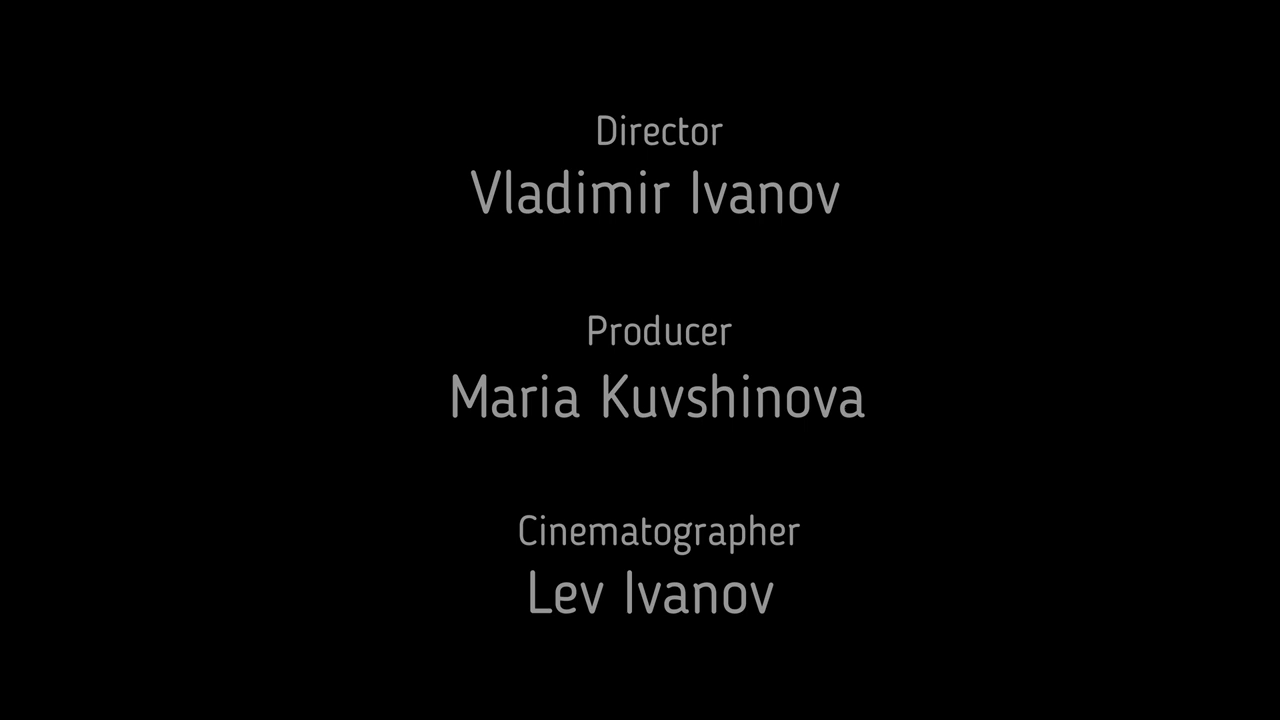 Director
Vladimir Ivanov
Producer
Maria Kuvshinova
Cinematographer
Lev Ivanov